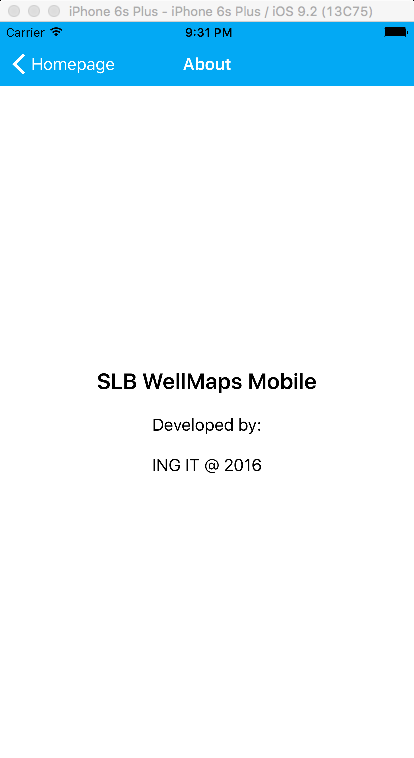 iPhone 6s Plus - iPhone 6s Plus / iOS 9.2 (13C75)
Carrier 9:31 PM
Homepage About
SLB WellMaps Mobile
Developed by:
ING IT @ 2016